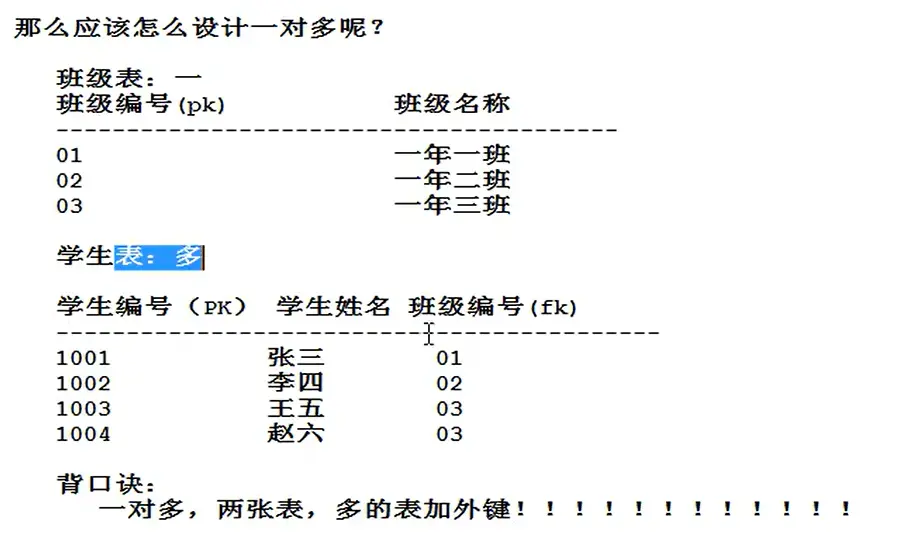 那么应该怎么设计一对多呢？
班级表：一
班级编号(pk) 班级名称
----------------------------------------
01 一年一班
02 一年二班
03 一年三班
学生表：多
学生编号（PK） 学生姓名 班级编号(fk)
-------------------------------------------
1001 张三 01
1002 李四 02
1003 王五 03
1004 赵六 03
背口诀：
一对多，两张表，多的表加外键！！！！！！！！！！！！